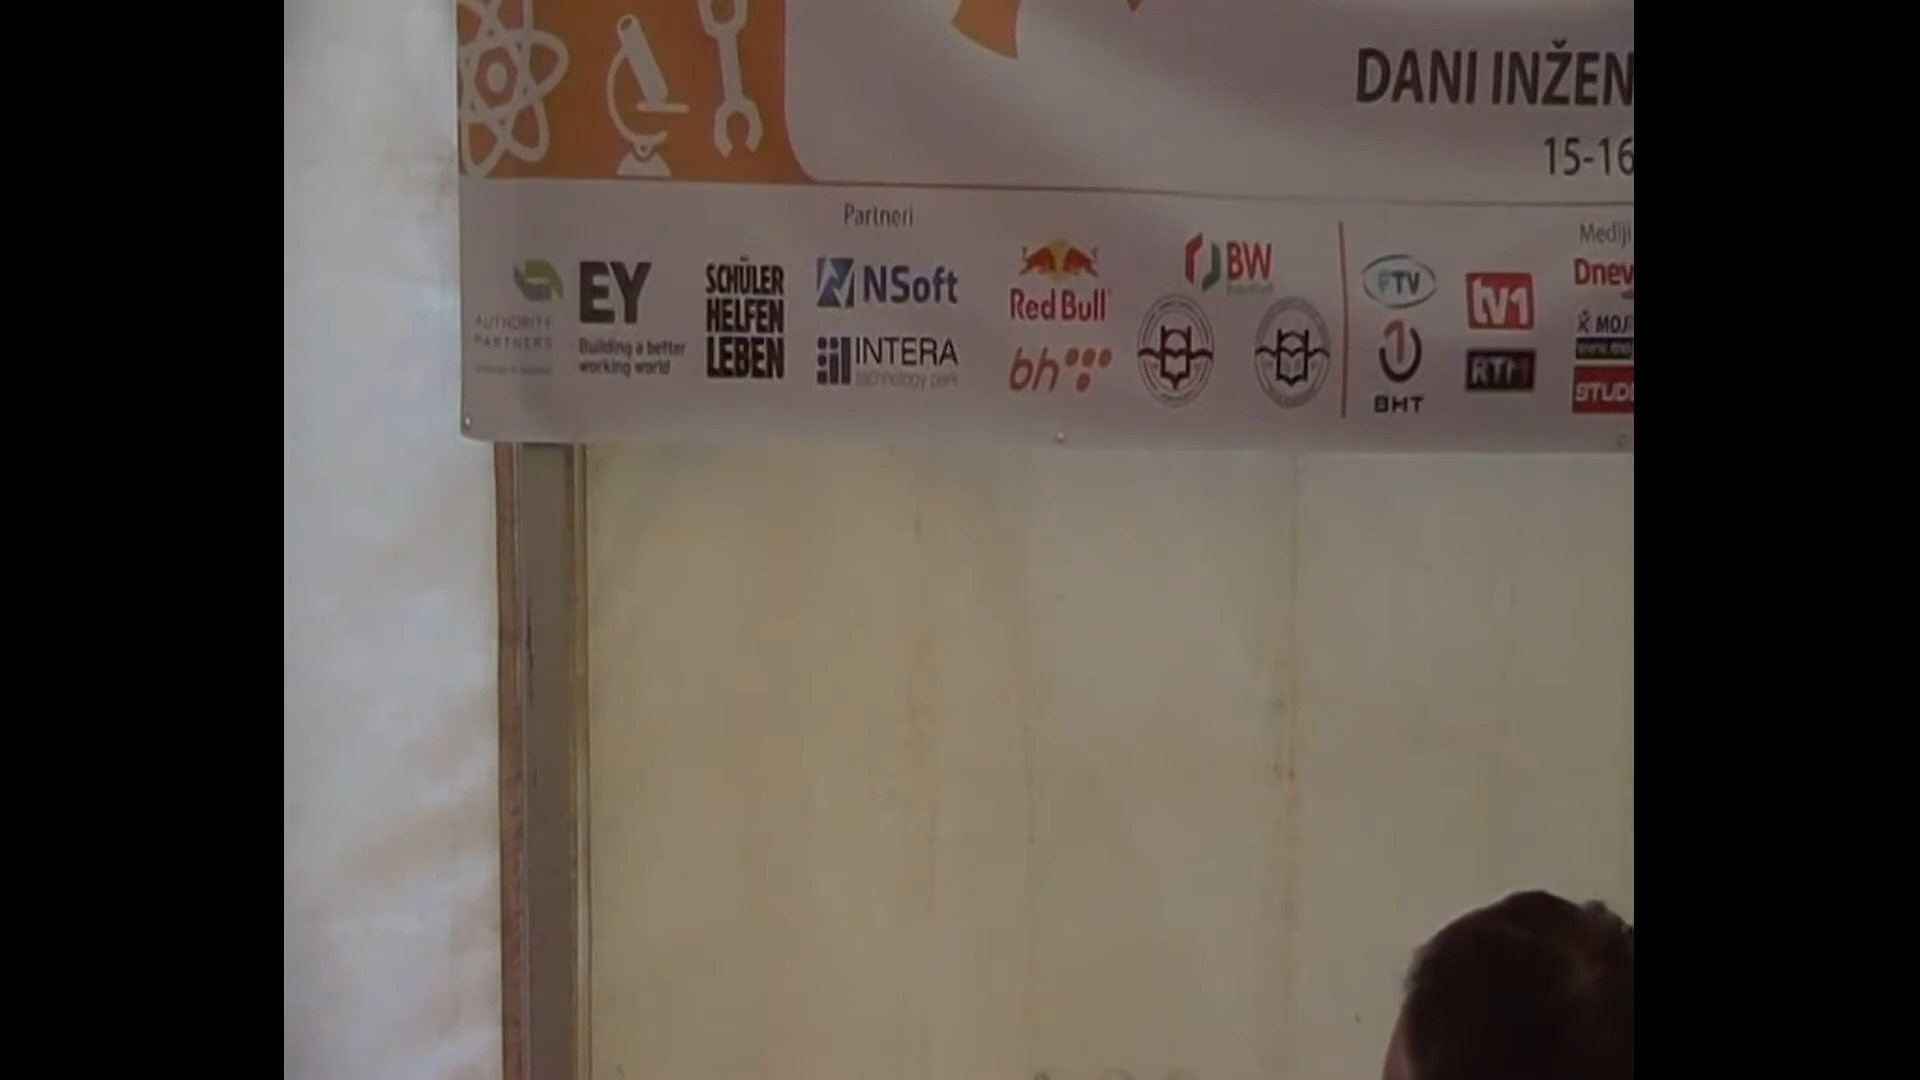 DANI INŽEN
15-16
Partneri
Mediji
AUTHORITY
PARTNERS
EY
Building a better
working world
SCHÜLER
HELFEN
LEBEN
NSoft
INTERA
technology park
Red Bull
bh
BW
FTV
BHT
tv1
RTM
Dnev
MOJ
STUD